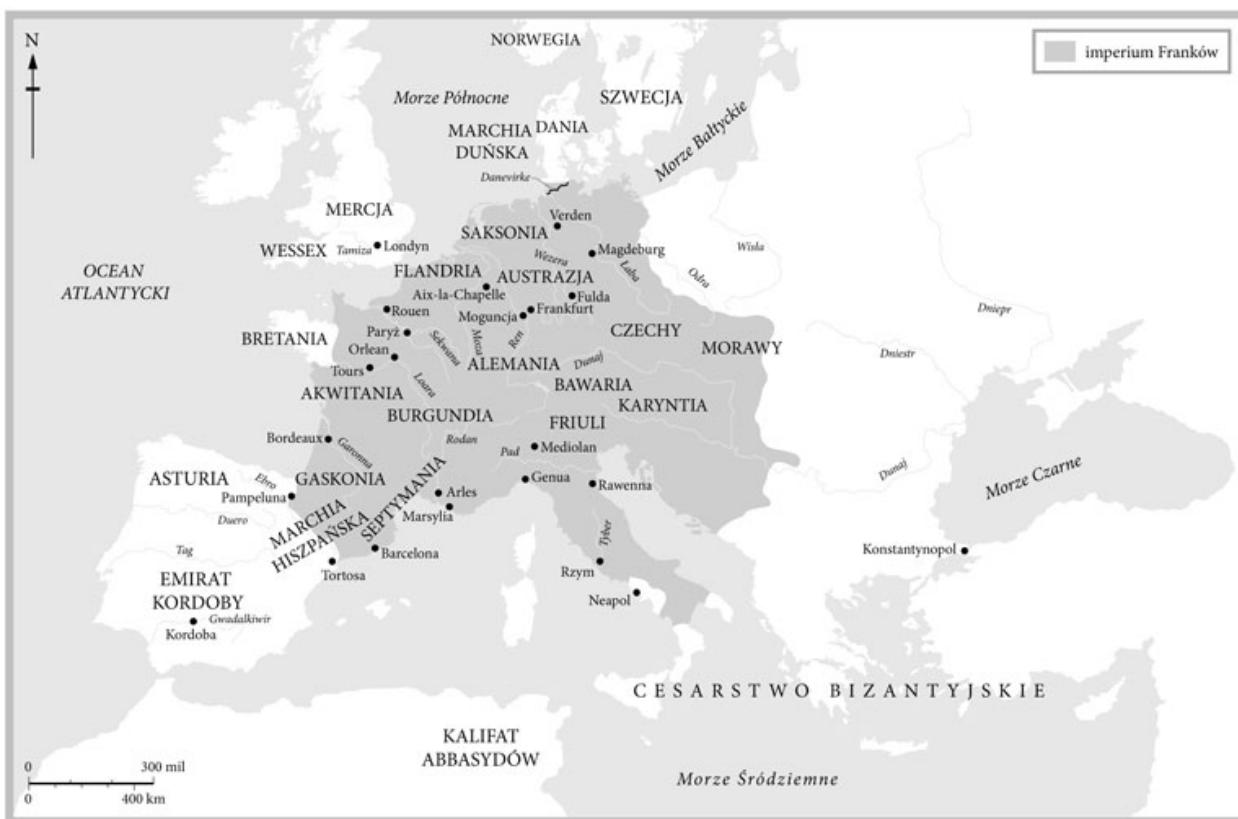 N
NORWEGIA
imperium Franków
Morze Północne
SZWECJA
MARCHIA
DUŃSKA
DANIA
Morze Bałtyckie
Danevirke
MERCJA
Verden
SAKSONIA
WESSEX
Tamiza
Londyn
Wezera
Magdeburg
Wisła
OCEAN
ATLANTYCKI
FLANDRIA
AUSTRAZJA
Łaba
Odra
Aix-la-Chapelle
Fulda
Rouen
Moguncja
Frankfurt
Dniepr
BRETANIA
Paryż
Sekwana
Moza
Ren
CZECHY
MORAWY
Dniestr
Orlean
ALEMANIA
Dunaj
Tours
Loara
BAWARIA
AKWITANIA
KARYNTIA
BURGUNDIA
FRIULI
Bordeaux
Garonna
Rodan
Pad
Mediolan
Dunaj
Morze Czarne
ASTURIA
Ebro
GASKONIA
SEPTYMANIA
Genua
Rawenna
Pampeluna
Arles
Duero
MARCHIA
HISZPAŃSKA
Marsylia
Tyber
Tag
Barcelona
Konstantynopol
Tortosa
Rzym
EMIRAT
KORDOBY
Neapol
Gwadalkiwir
Kordoba
CESARSTWO BIZANTYJSKIE
KALIFAT
ABBASYDÓW
0 300 mil
0 400 km
Morze Śródziemne